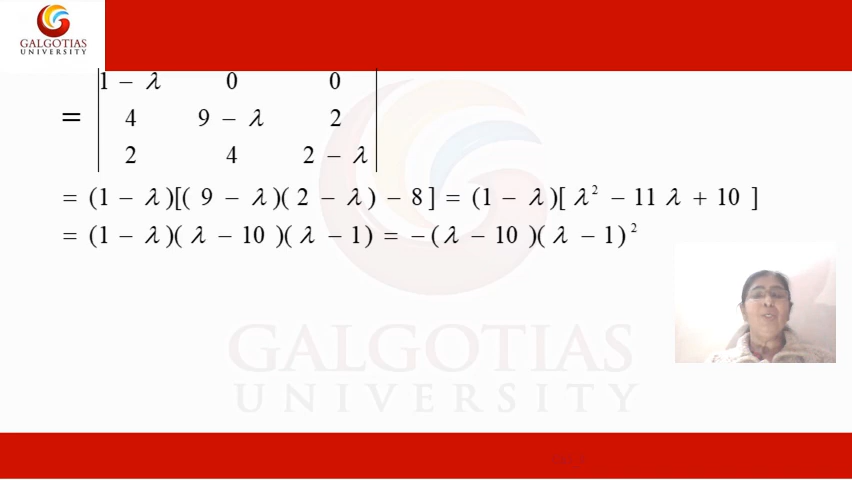 GALGOTIAS
UNIVERSITY
1 − λ 0 0
= 4 9 − λ 2
2 4 2 − λ
= (1 − λ)[(9 − λ)(2 − λ) − 8] = (1 − λ)[λ² − 11λ + 10]
= (1 − λ)(λ − 10)(λ − 1) = −(λ − 10)(λ − 1)²
GALGOTIAS
UNIVERSITY